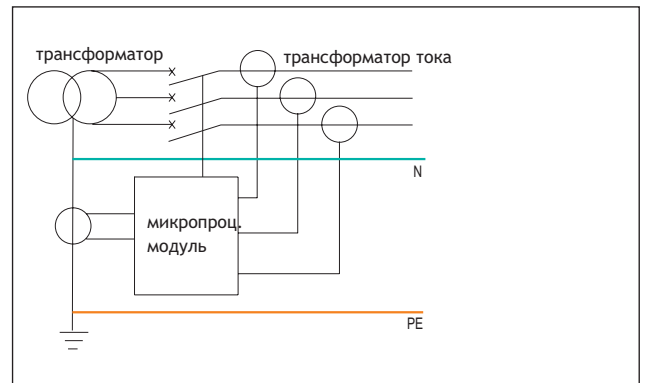 трансформатор
трансформатор тока
N
микропроц.
модуль
PE